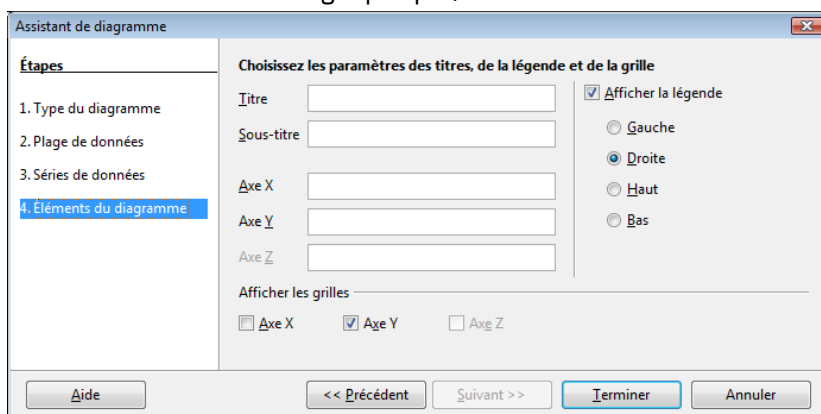 Assistant de diagramme
Étapes
1. Type du diagramme
2. Plage de données
3. Séries de données
4. Éléments du diagramme
Choisissez les paramètres des titres, de la légende et de la grille
Titre
Sous-titre
Axe X
Axe Y
Axe Z
Afficher la légende
Gauche
Droite
Haut
Bas
Afficher les grilles
Axe X Axe Y Axe Z
Aide << Précédent Suivant >> Terminer Annuler